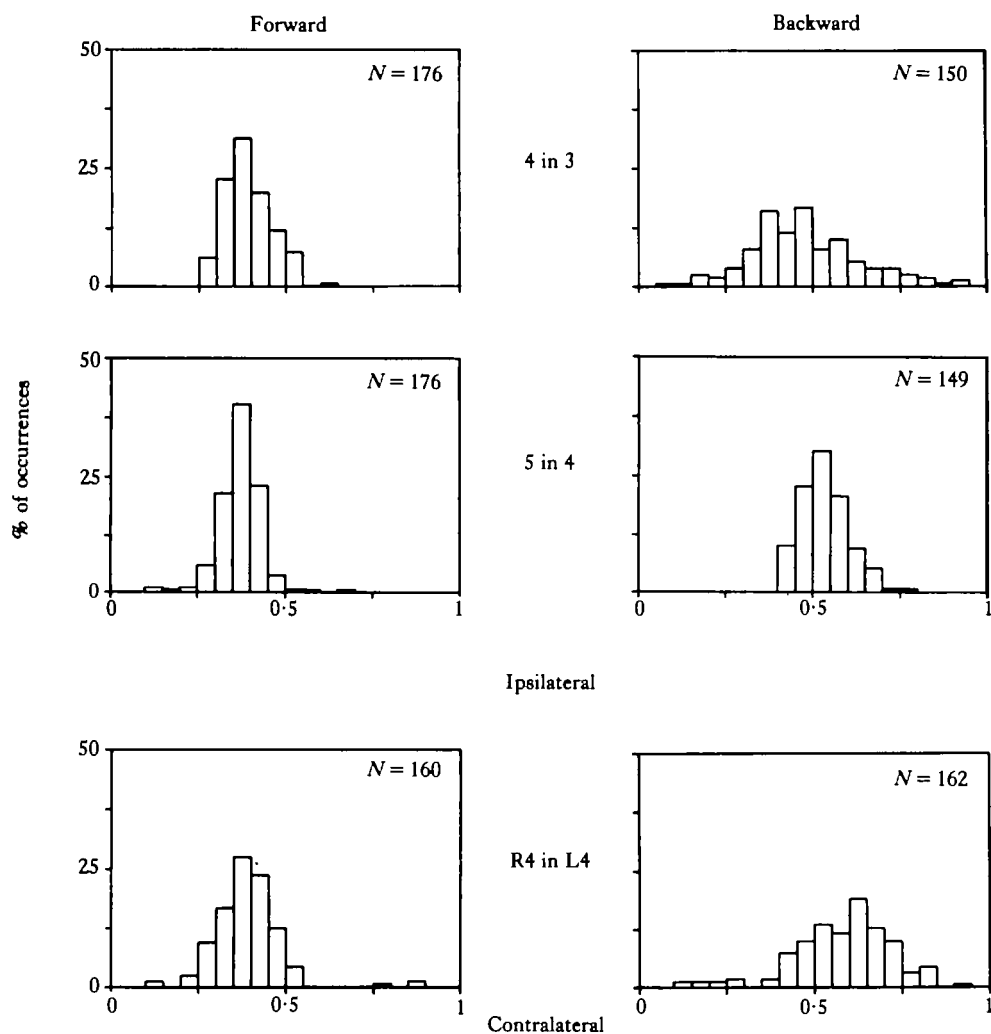 Forward
Backward
50
25
0
N = 176
4 in 3
N = 150
1
1
% of occurrences
50
25
0
N = 176
5 in 4
N = 149
0
0·5
1
0
0·5
1
Ipsilateral
50
25
0
N = 160
R4 in L4
N = 162
0
0·5
1
0
0·5
1
Contralateral